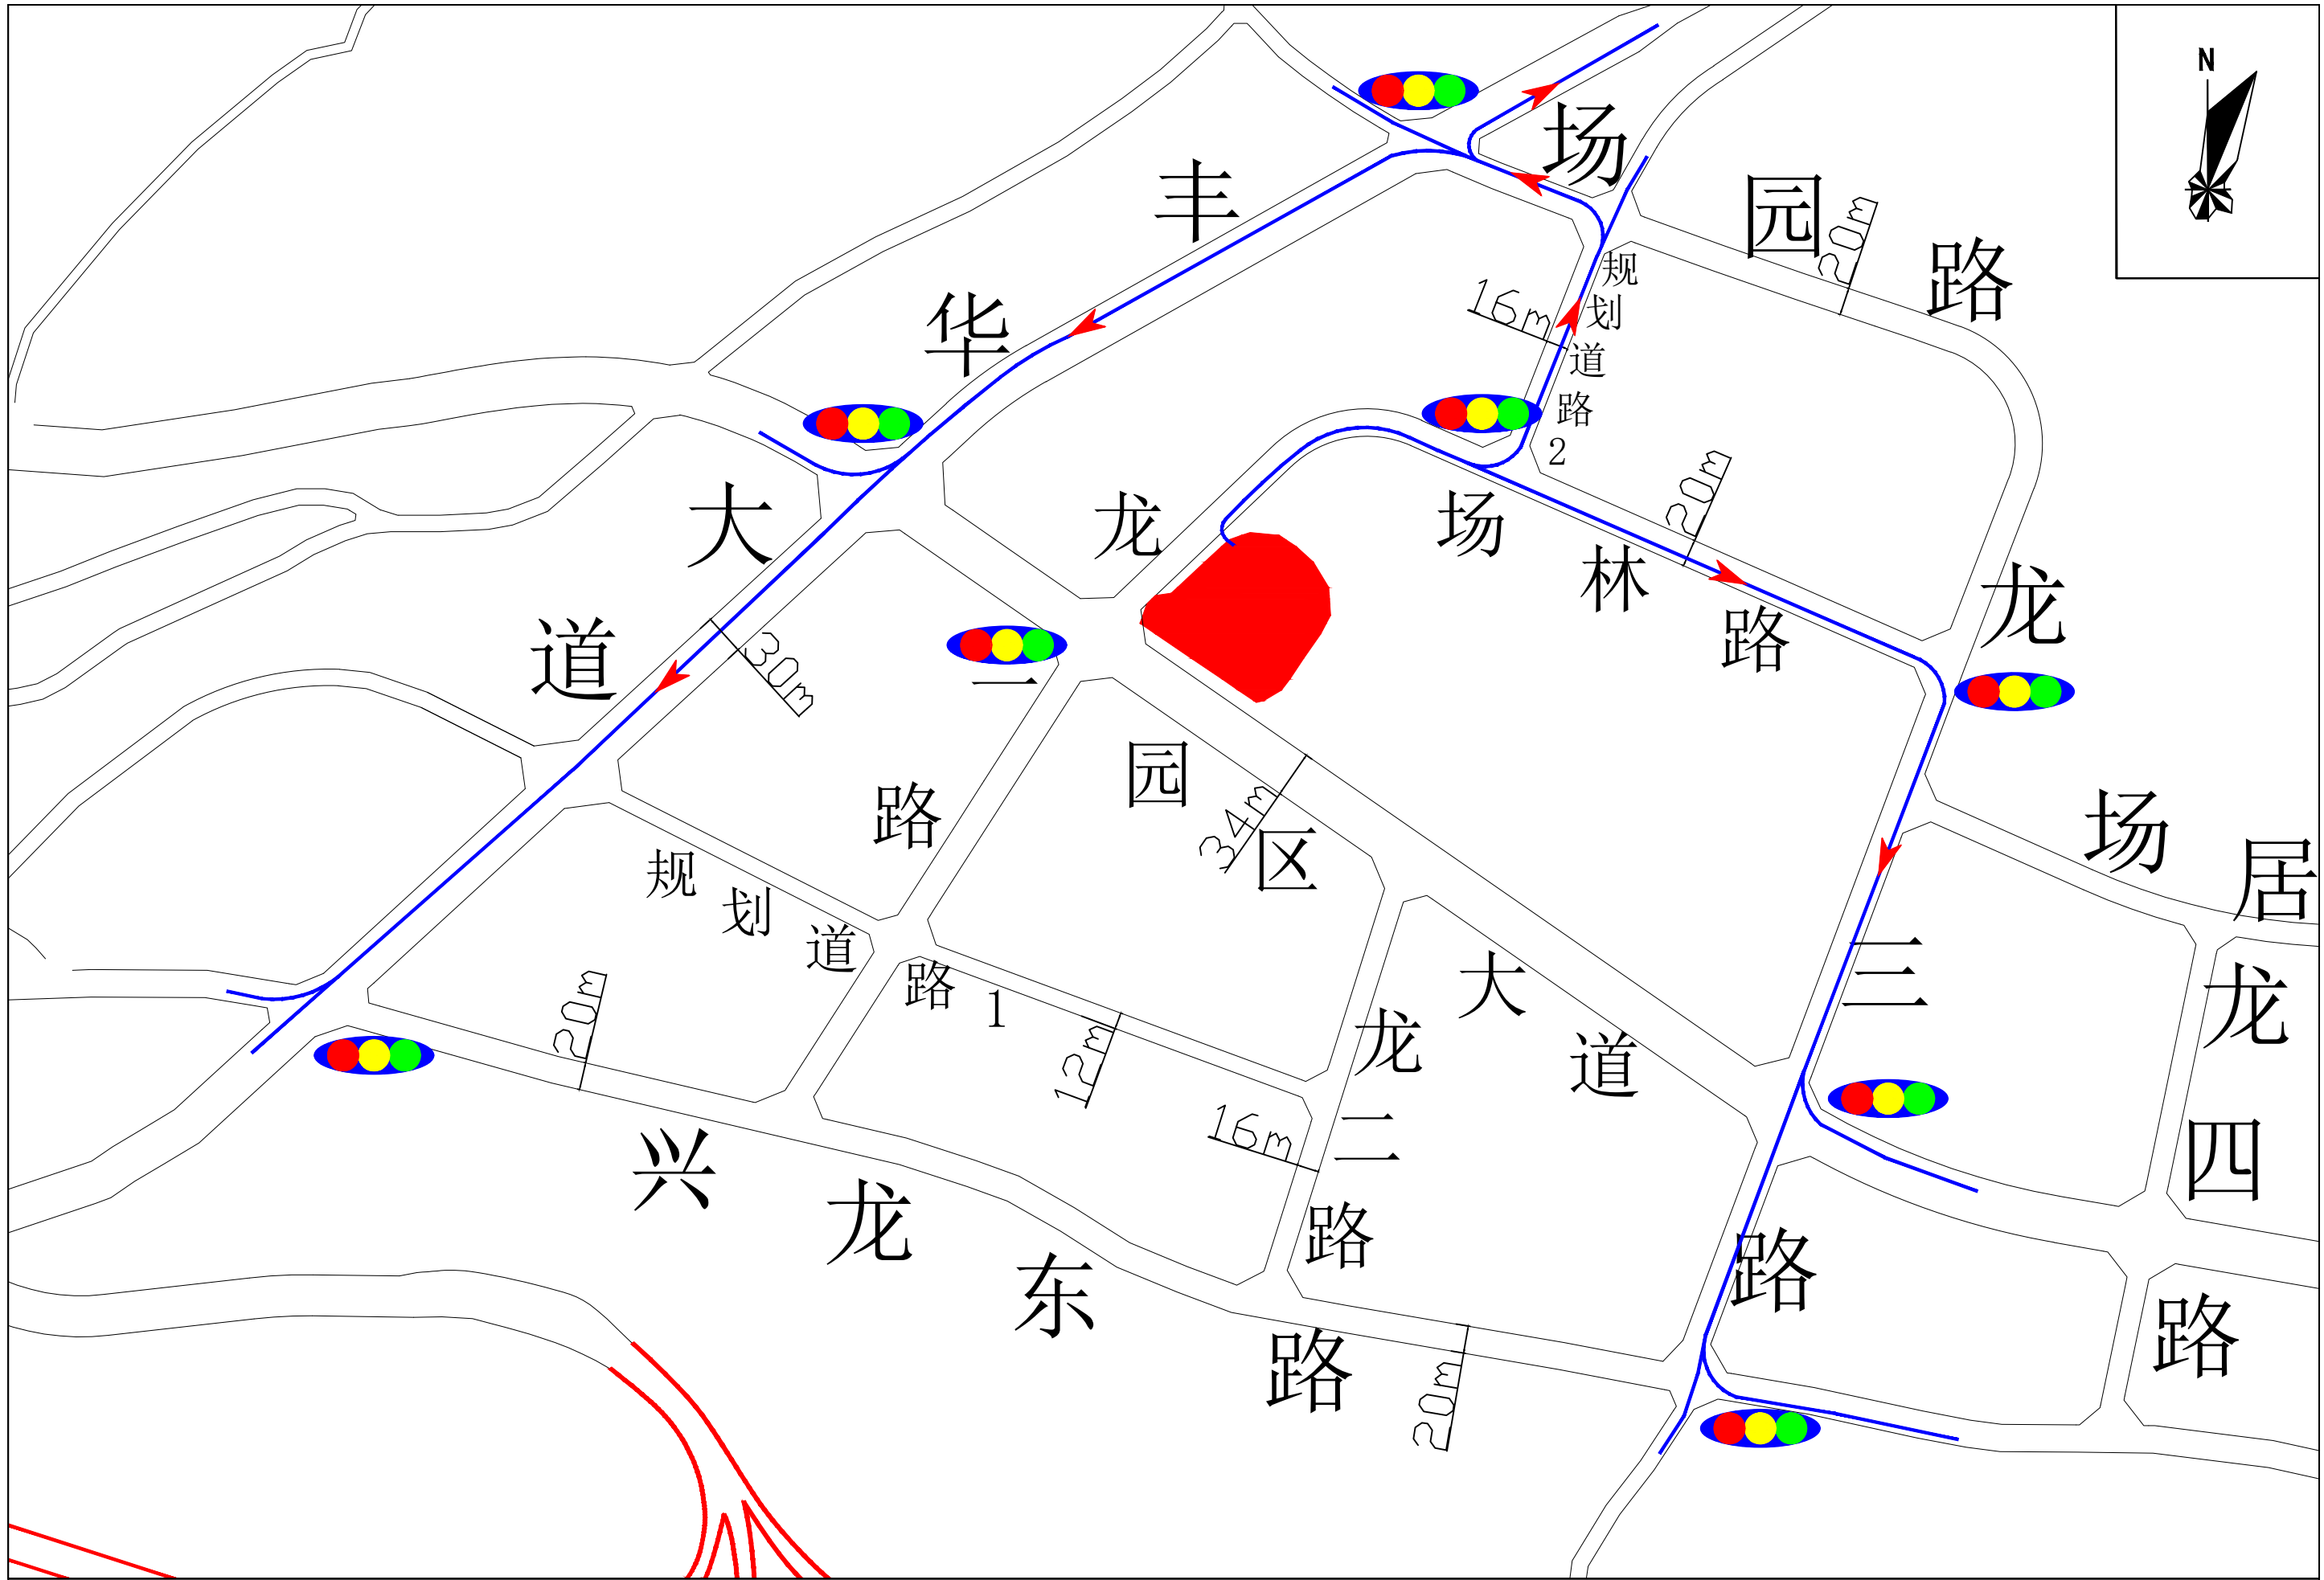 N
场园路
20m
丰华大道
30m
规划道路2
16m
场林路
20m
龙一路
龙三路
场居
园区大道
34m
规划道路1
12m
龙二路
16m
龙四路
兴龙东路
20m
20m